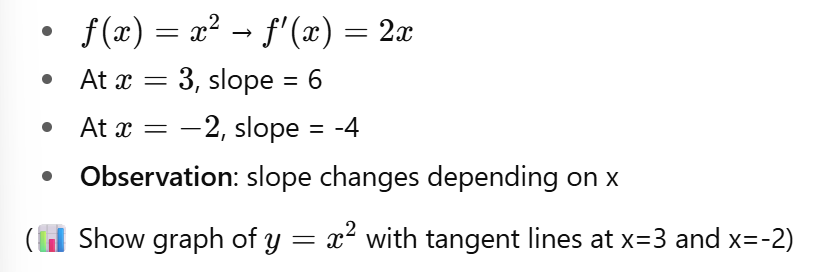 • f(x) = x² → f′(x) = 2x
• At x = 3, slope = 6
• At x = −2, slope = -4
• Observation: slope changes depending on x
(📊 Show graph of y = x² with tangent lines at x=3 and x=-2)